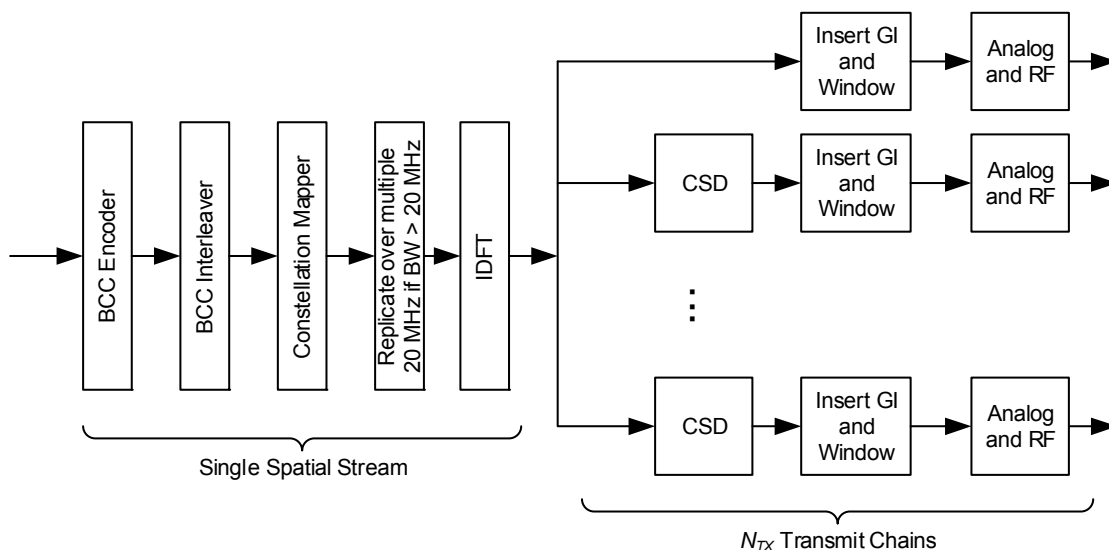 BCC Encoder
BCC Interleaver
Constellation Mapper
Replicate over multiple
20 MHz if BW > 20 MHz
IDFT
Single Spatial Stream
Insert GI
and
Window
Analog
and RF
CSD
Insert GI
and
Window
Analog
and RF
CSD
Insert GI
and
Window
Analog
and RF
N_TX Transmit Chains